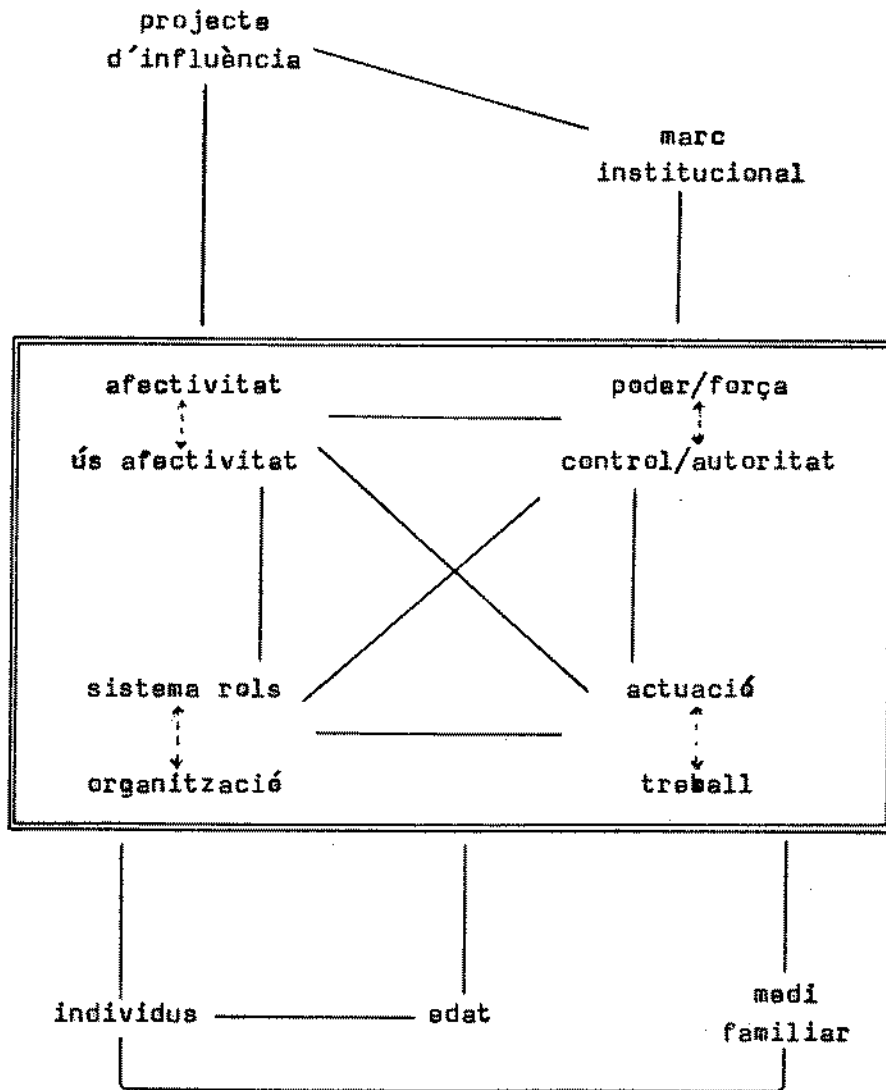 projecte
d´influència
marc
institucional
afectivitat
poder/força
ús afectivitat
control/autoritat
sistema rols
actuació
organització
treball
individus
edat
medi
familiar